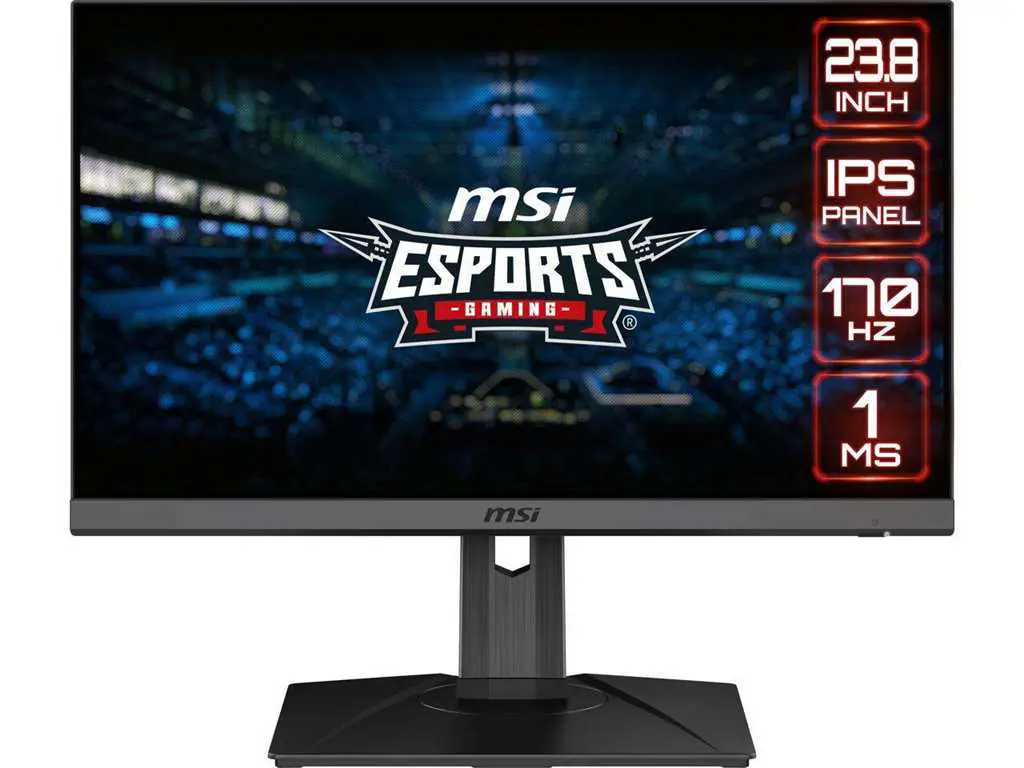 msi
ESPORTS
-GAMING-
®
23.8
INCH
IPS
PANEL
170
HZ
1
MS
msi